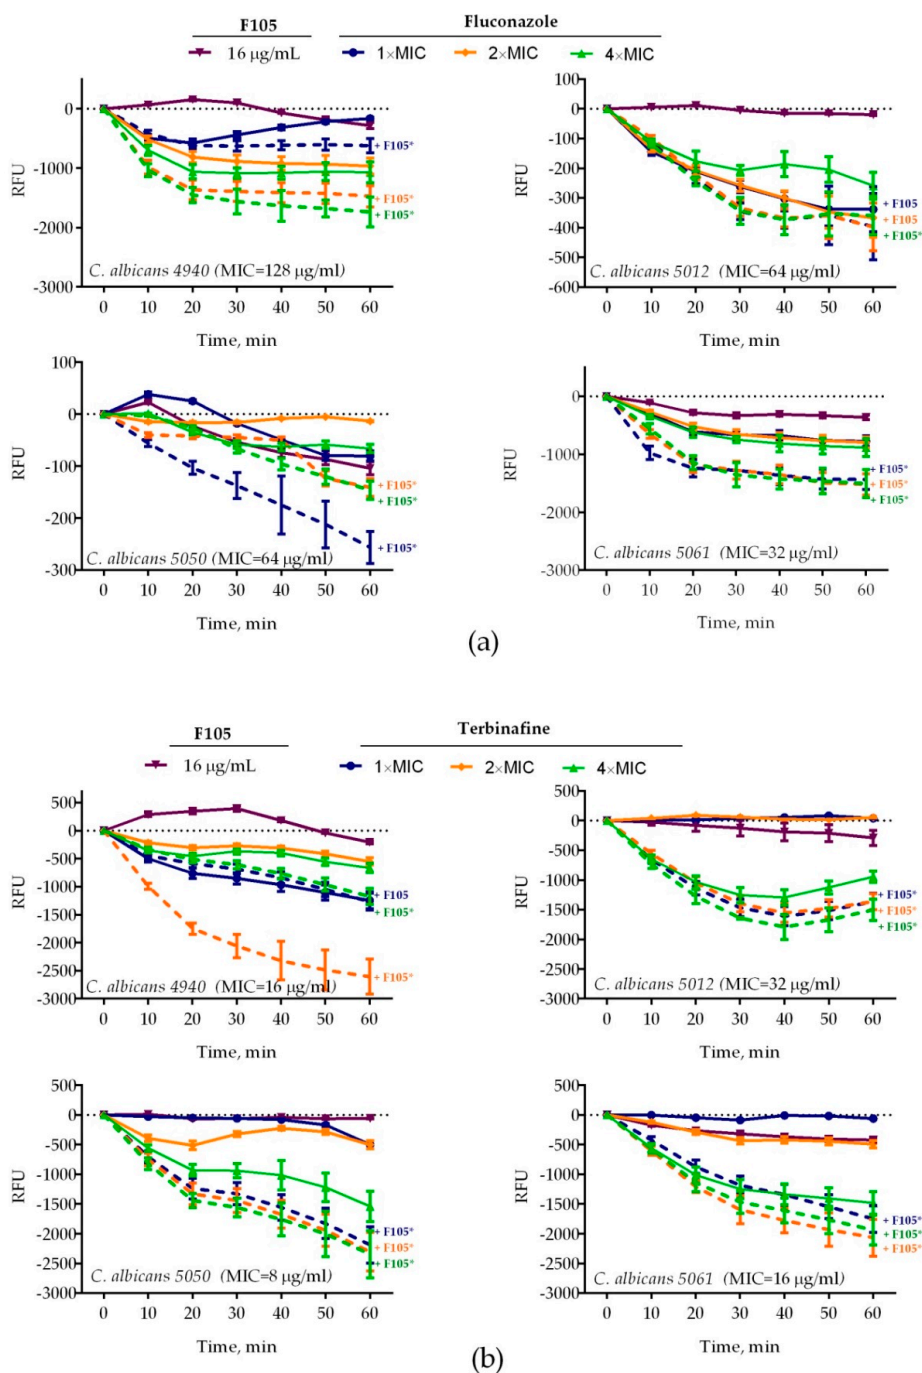 F105 Fluconazole
16 μg/mL 1×MIC 2×MIC 4×MIC
0
-1000
-2000
-3000
RFU
+ F105*
+ F105*
+ F105*
C. albicans 4940 (MIC=128 μg/ml)
0 10 20 30 40 50 60
Time, min
100
0
-100
-200
-300
-400
-500
-600
RFU
+ F105
+ F105
+ F105*
C. albicans 5012 (MIC=64 μg/ml)
0 10 20 30 40 50 60
Time, min
100
0
-100
-200
-300
RFU
+ F105*
+ F105*
+ F105*
C. albicans 5050 (MIC=64 μg/ml)
0 10 20 30 40 50 60
Time, min
0
-1000
-2000
-3000
RFU
+ F105*
+ F105*
+ F105*
C. albicans 5061 (MIC=32 μg/ml)
0 10 20 30 40 50 60
Time, min
(a)
F105 Terbinafine
16 μg/mL 1×MIC 2×MIC 4×MIC
500
0
-500
-1000
-1500
-2000
-2500
-3000
RFU
+ F105
+ F105*
+ F105*
C. albicans 4940 (MIC=16 μg/ml)
0 10 20 30 40 50 60
Time, min
500
0
-500
-1000
-1500
-2000
-2500
-3000
RFU
+ F105*
+ F105*
+ F105*
C. albicans 5012 (MIC=32 μg/ml)
0 10 20 30 40 50 60
Time, min
500
0
-500
-1000
-1500
-2000
-2500
-3000
RFU
+ F105*
+ F105*
+ F105*
C. albicans 5050 (MIC=8 μg/ml)
0 10 20 30 40 50 60
Time, min
500
0
-500
-1000
-1500
-2000
-2500
-3000
RFU
+ F105*
+ F105*
+ F105*
C. albicans 5061 (MIC=16 μg/ml)
0 10 20 30 40 50 60
Time, min
(b)